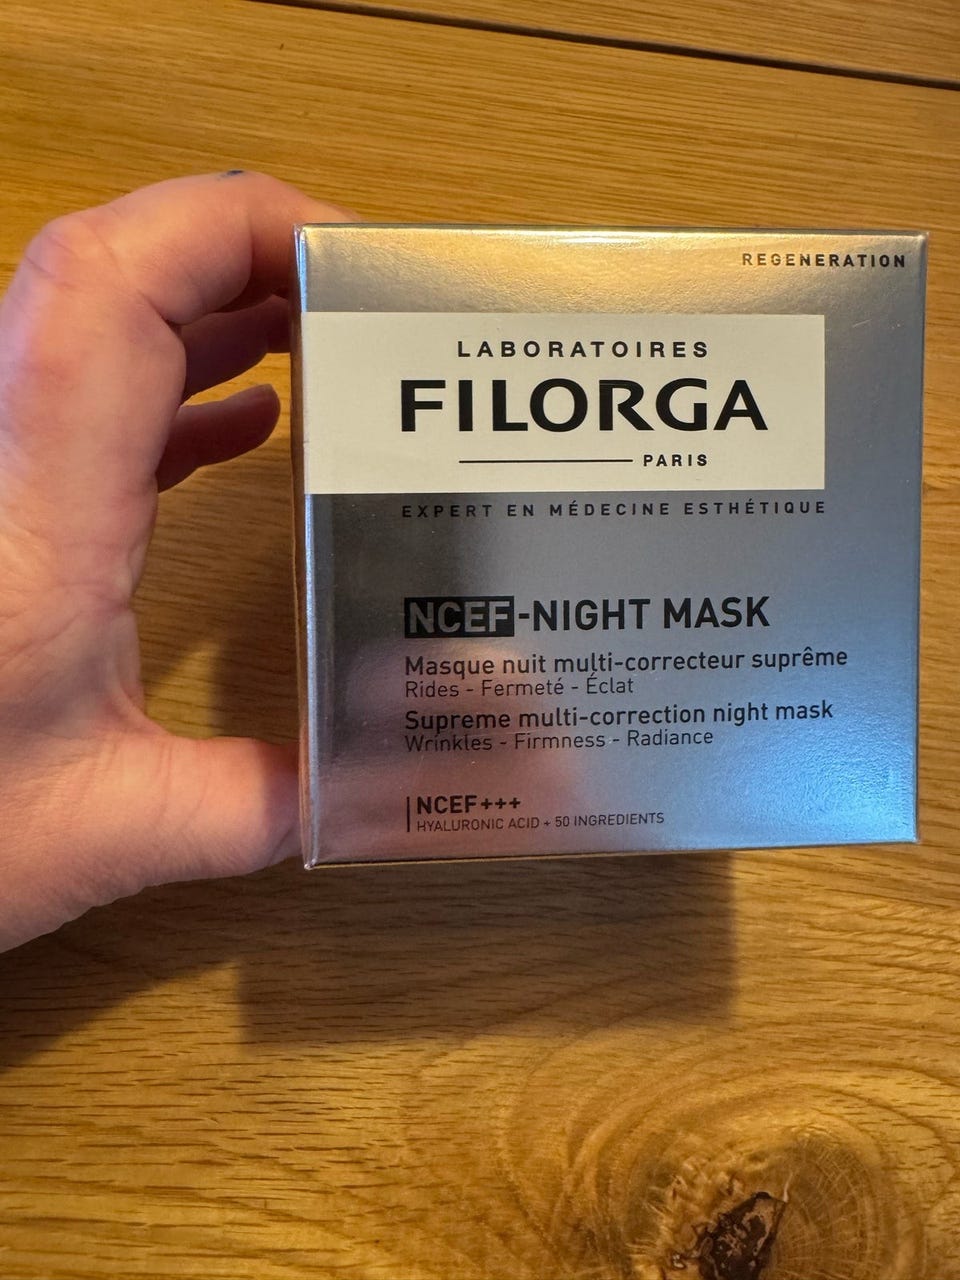 REGENERATION
LABORATOIRES
FILORGA
PARIS
EXPERT EN MÉDECINE ESTHÉTIQUE
NCEF-NIGHT MASK
Masque nuit multi-correcteur suprême
Rides - Fermeté - Éclat
Supreme multi-correction night mask
Wrinkles - Firmness - Radiance
NCEF+++
HYALURONIC ACID + 50 INGREDIENTS